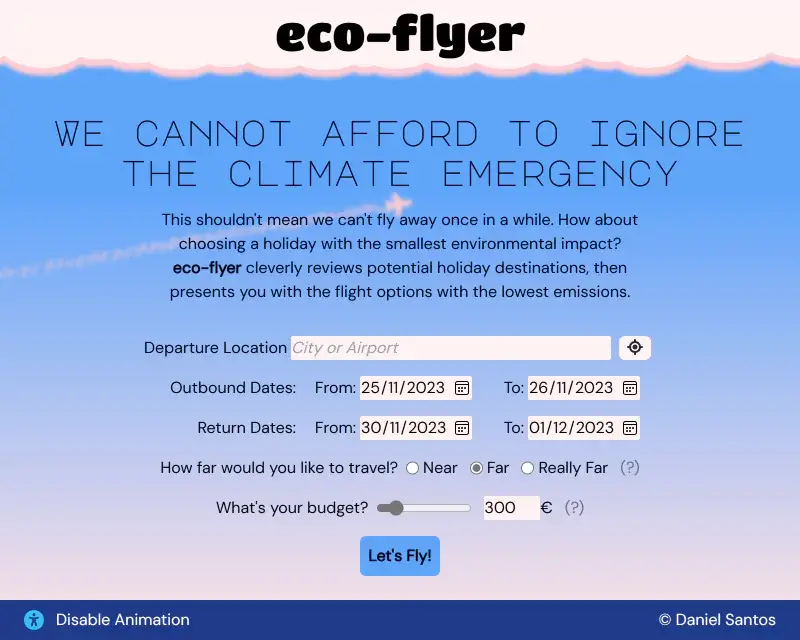 eco-flyer
WE CANNOT AFFORD TO IGNORE
THE CLIMATE EMERGENCY
This shouldn't mean we can't fly away once in a while. How about
choosing a holiday with the smallest environmental impact?
eco-flyer cleverly reviews potential holiday destinations, then
presents you with the flight options with the lowest emissions.
Departure Location City or Airport
Outbound Dates: From: 25/11/2023 To: 26/11/2023
Return Dates: From: 30/11/2023 To: 01/12/2023
How far would you like to travel? Near Far Really Far (?)
What's your budget? 300 € (?)
Let's Fly!
Disable Animation © Daniel Santos